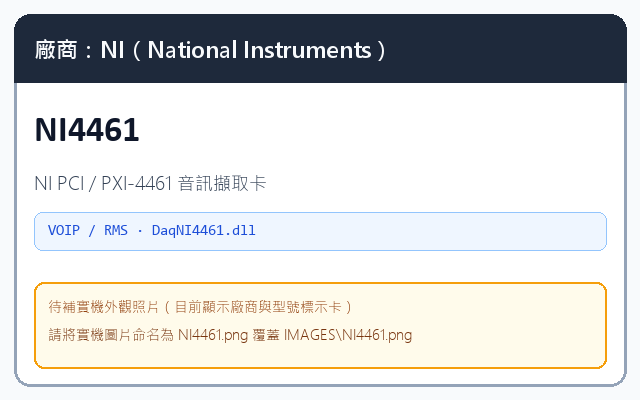 廠商：NI（National Instruments）
NI4461
NI PCI / PXI-4461 音訊擷取卡
VOIP / RMS · DaqNI4461.dll
待補實機外觀照片（目前顯示廠商與型號標示卡）
請將實機圖片命名為 NI4461.png 覆蓋 IMAGES\NI4461.png